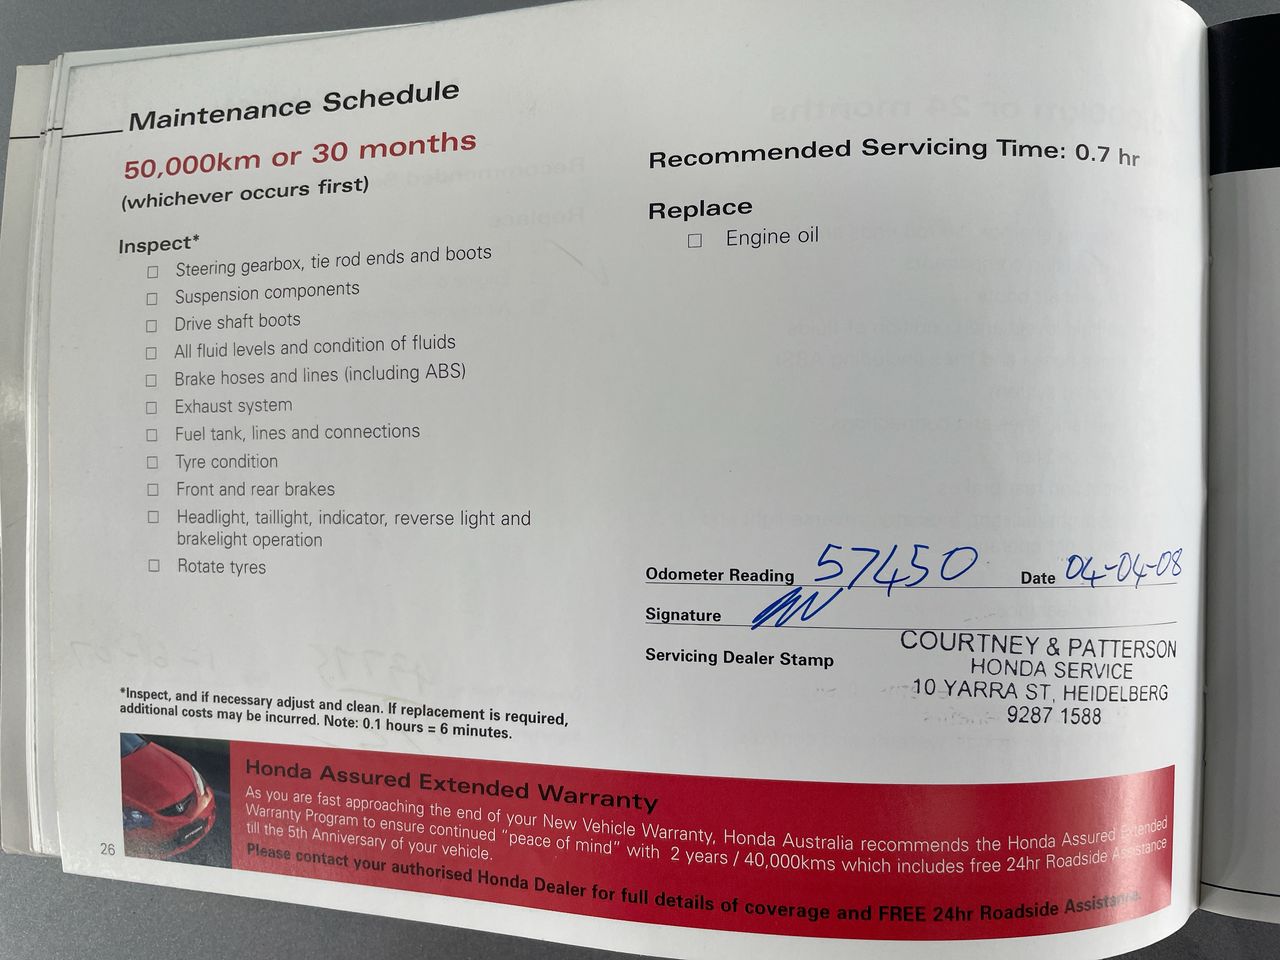 Maintenance Schedule
50,000km or 30 months
(whichever occurs first)
Inspect*
Steering gearbox, tie rod ends and boots
Suspension components
Drive shaft boots
All fluid levels and condition of fluids
Brake hoses and lines (including ABS)
Exhaust system
Fuel tank, lines and connections
Tyre condition
Front and rear brakes
Headlight, taillight, indicator, reverse light and
brakelight operation
Rotate tyres
*Inspect, and if necessary adjust and clean. If replacement is required,
additional costs may be incurred. Note: 0.1 hours = 6 minutes.
Recommended Servicing Time: 0.7 hr
Replace
Engine oil
Odometer Reading 57450 Date 04-04-08
Signature
Servicing Dealer Stamp
COURTNEY & PATTERSON
HONDA SERVICE
10 YARRA ST, HEIDELBERG
9287 1588
Honda Assured Extended Warranty
As you are fast approaching the end of your New Vehicle Warranty, Honda Australia recommends the Honda Assured Extended
Warranty Program to ensure continued "peace of mind" with 2 years / 40,000kms which includes free 24hr Roadside Assistance
till the 5th Anniversary of your vehicle.
Please contact your authorised Honda Dealer for full details of coverage and FREE 24hr Roadside Assistance.
26